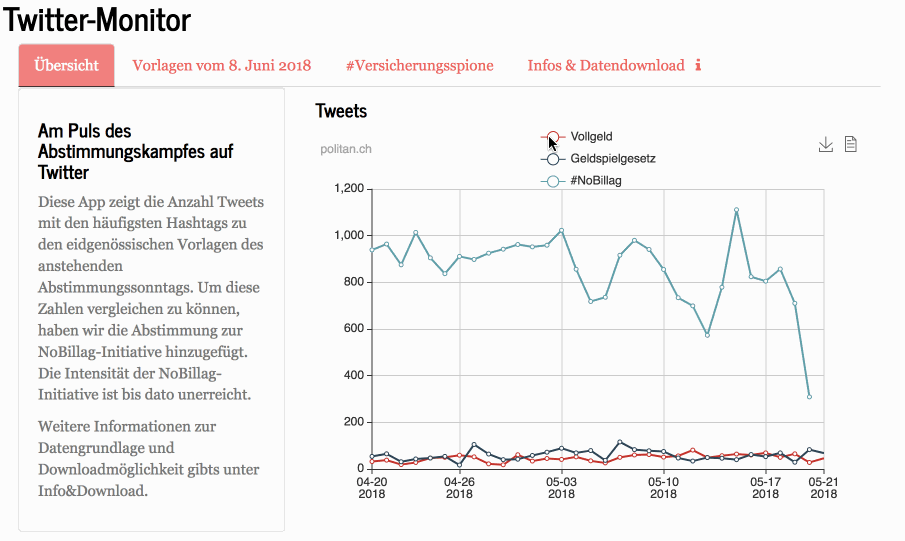 Twitter-Monitor
Übersicht
Vorlagen vom 8. Juni 2018
#Versicherungsspione
Infos & Datendownload
Am Puls des
Abstimmungskampfes auf
Twitter
Diese App zeigt die Anzahl Tweets
mit den häufigsten Hashtags zu
den eidgenössischen Vorlagen des
anstehenden
Abstimmungssonntags. Um diese
Zahlen vergleichen zu können,
haben wir die Abstimmung zur
NoBillag-Initiative hinzugefügt.
Die Intensität der NoBillag-
Initiative ist bis dato unerreicht.
Weitere Informationen zur
Datengrundlage und
Downloadmöglichkeit gibts unter
Info&Download.
Tweets
politan.ch
Vollgeld
Geldspielgesetz
#NoBillag
1,200
1,000
800
600
400
200
0
04-20
2018
04-26
2018
05-03
2018
05-10
2018
05-17
2018
05-21
2018